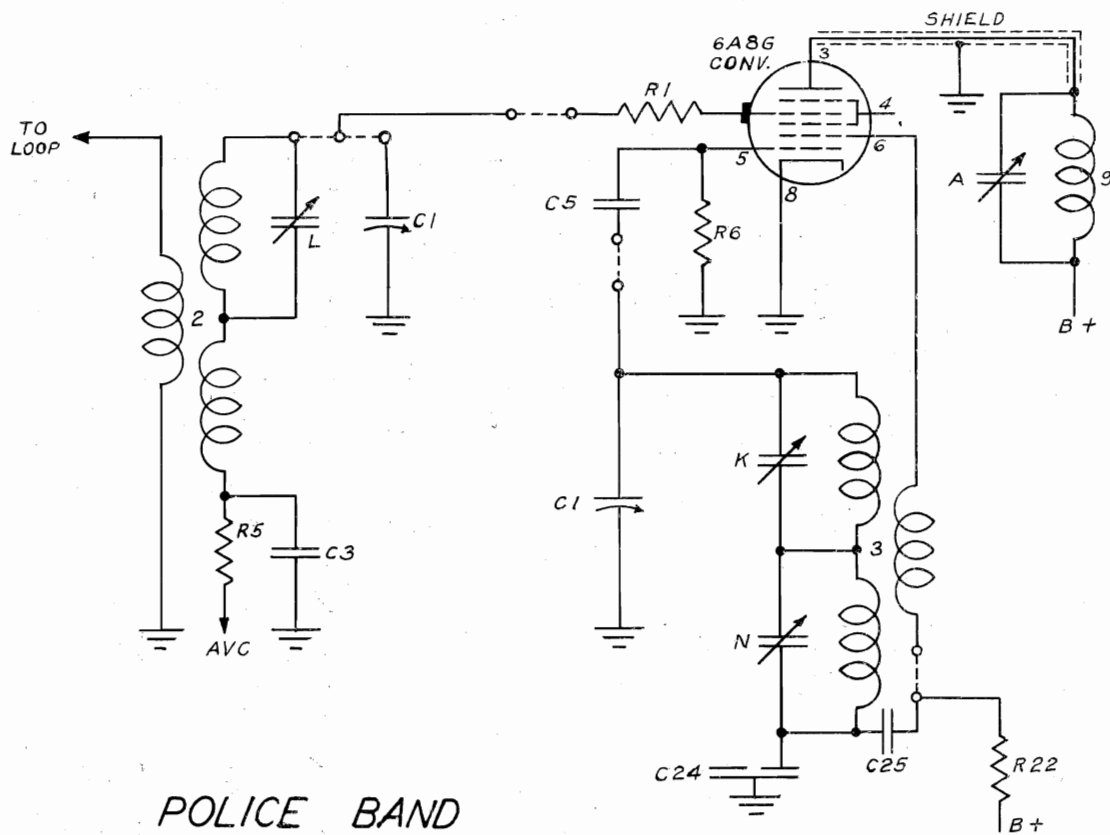 SHIELD
6A8G
CONV.
3
R1
4
TO
LOOP
5
6
A
9
8
C5
L
C1
R6
2
B+
K
C1
R5
3
C3
N
AVC
C24
C25
R22
POLICE BAND
B+